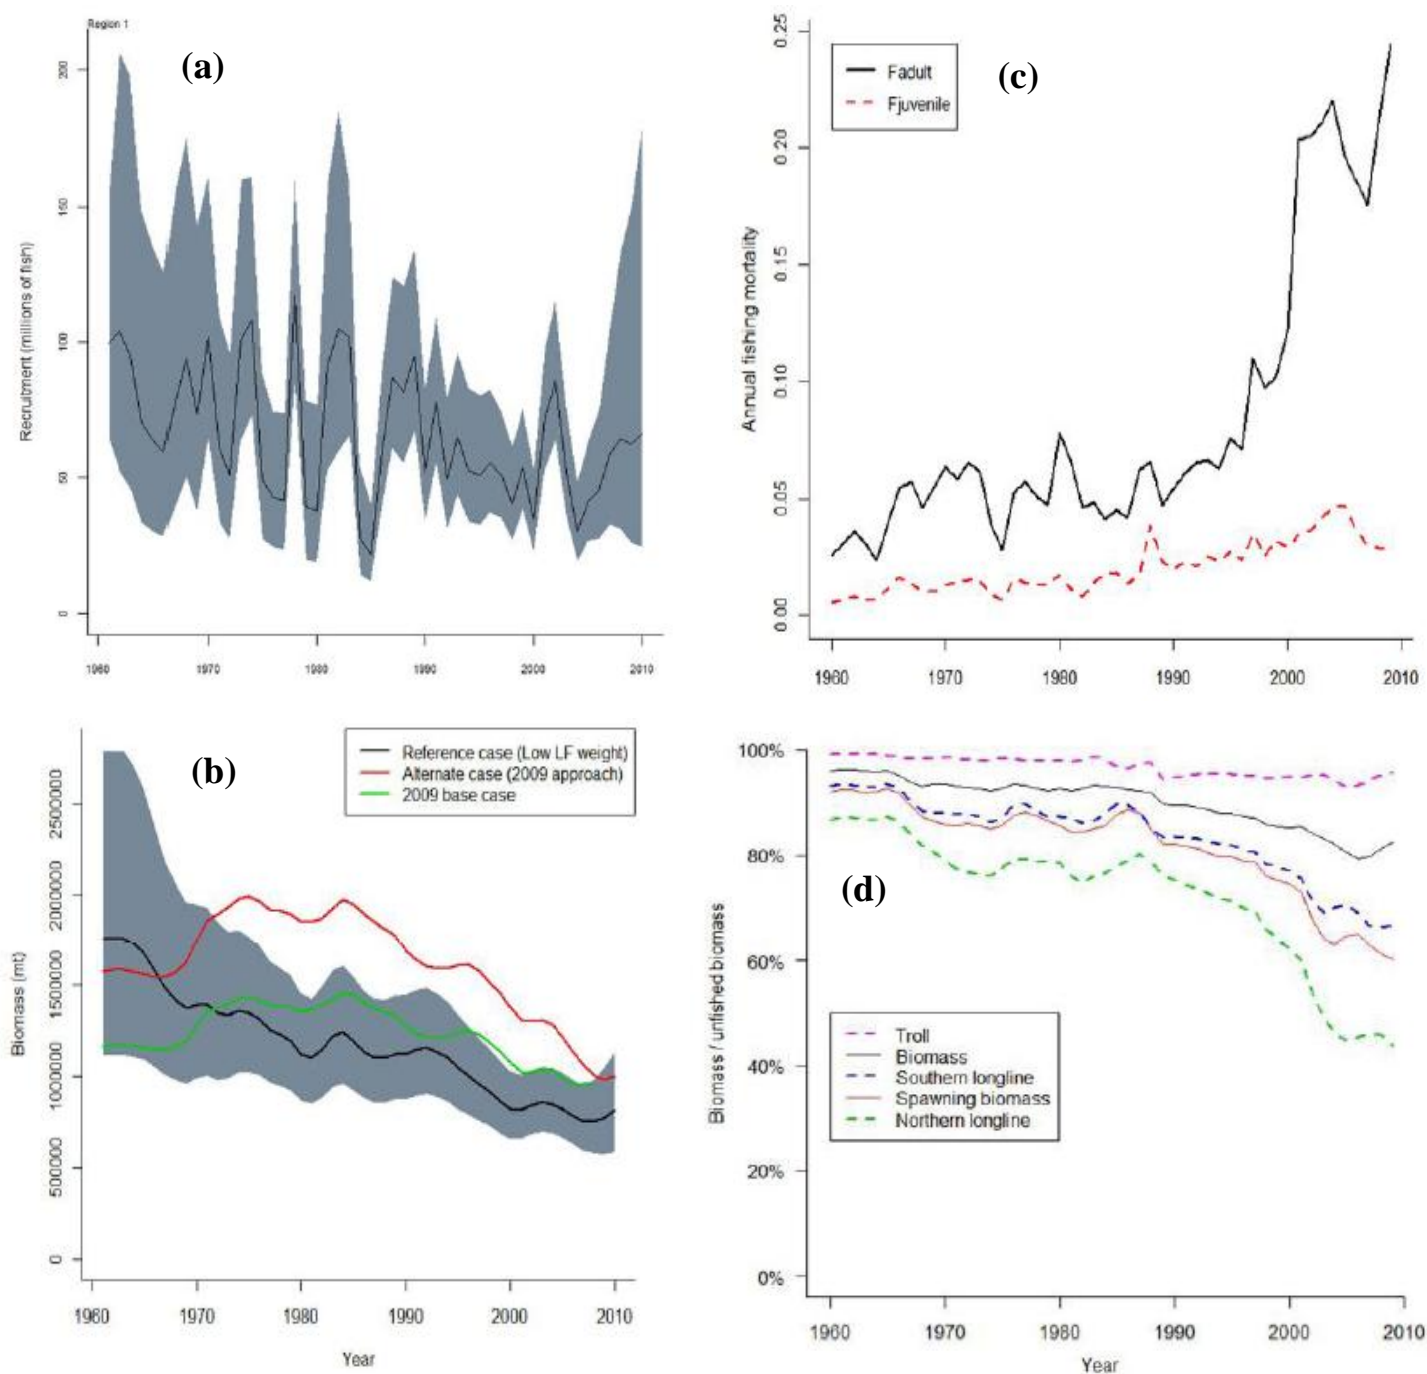 Region 1
(a)
Recruitment (millions of fish)
200
150
100
50
0
1960 1970 1980 1990 2000 2010
(c)
Fadult
Fjuvenile
Annual fishing mortality
0.25
0.20
0.15
0.10
0.05
0.00
1960 1970 1980 1990 2000 2010
(b)
Reference case (Low LF weight)
Alternate case (2009 approach)
2009 base case
Biomass (mt)
2500000
2000000
1500000
1000000
500000
0
1960 1970 1980 1990 2000 2010
Year
(d)
Biomass / unfished biomass
100%
80%
60%
40%
20%
0%
Troll
Biomass
Southern longline
Spawning biomass
Northern longline
1960 1970 1980 1990 2000 2010
Year